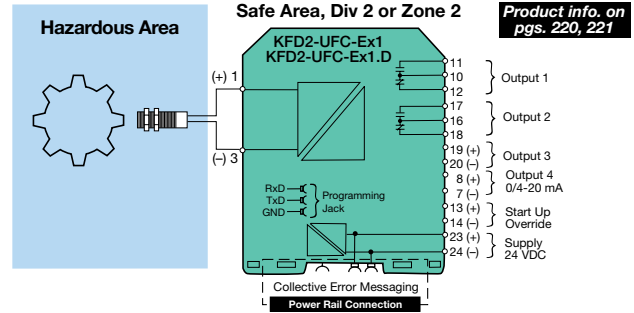 Safe Area, Div 2 or Zone 2
Product info. on
pgs. 220, 221
Hazardous Area
KFD2-UFC-Ex1
KFD2-UFC-Ex1.D
(+) 1
(–) 3
11
10
12
Output 1
17
16
18
Output 2
19 (+)
20 (–)
Output 3
8 (+)
7 (–)
Output 4
0/4-20 mA
13 (+)
14 (–)
Start Up
Override
23 (+)
24 (–)
Supply
24 VDC
RxD
TxD
GND
Programming
Jack
Collective Error Messaging
Power Rail Connection